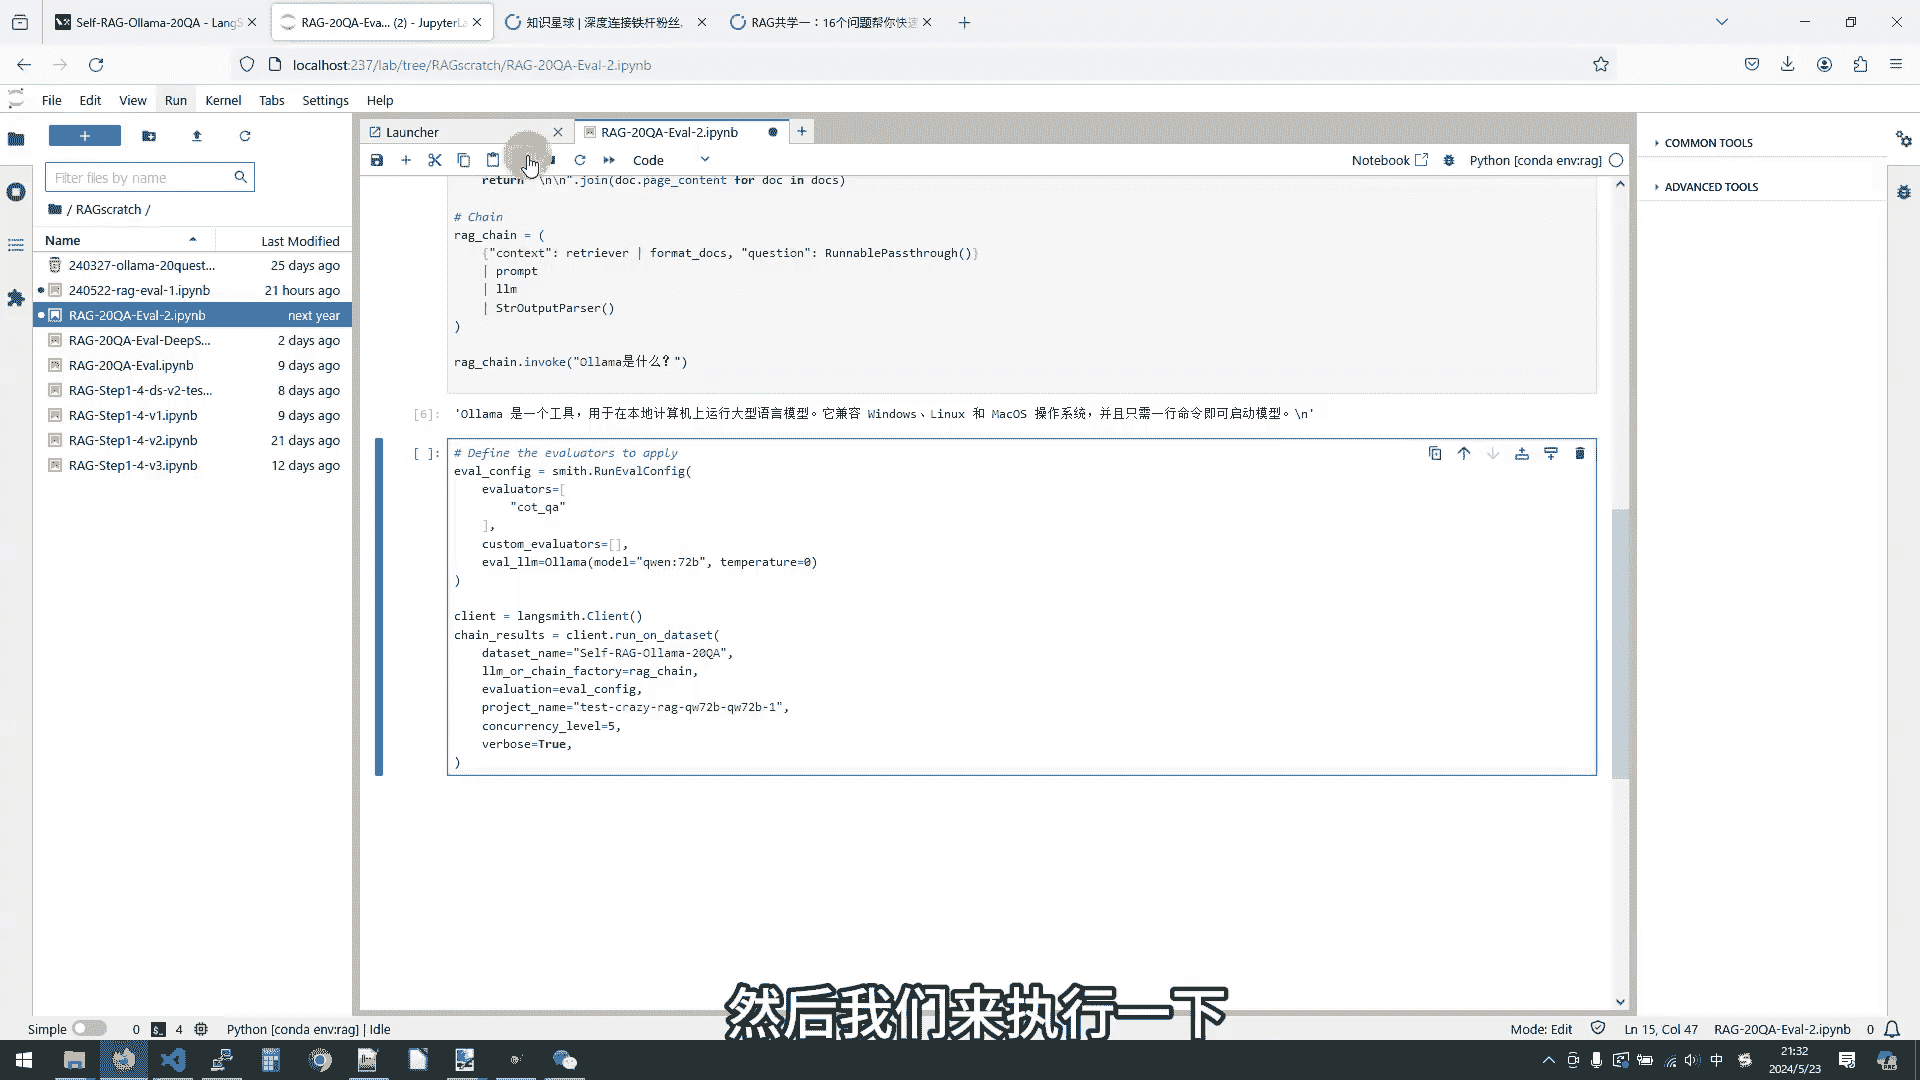 Self-RAG-Ollama-20QA - LangS
RAG-20QA-Eva... (2) - JupyterLa
知识星球 | 深度连接铁杆粉丝,
RAG共学一：16个问题帮你快速
localhost:237/lab/tree/RAGscratch/RAG-20QA-Eval-2.ipynb
File Edit View Run Kernel Tabs Settings Help
Launcher
RAG-20QA-Eval-2.ipynb
Code
Notebook
Python [conda env:rag]
Filter files by name
/ RAGscratch /
Name Last Modified
240327-ollama-20quest... 25 days ago
240522-rag-eval-1.ipynb 21 hours ago
RAG-20QA-Eval-2.ipynb next year
RAG-20QA-Eval-DeepS... 2 days ago
RAG-20QA-Eval.ipynb 9 days ago
RAG-Step1-4-ds-v2-tes... 8 days ago
RAG-Step1-4-v1.ipynb 9 days ago
RAG-Step1-4-v2.ipynb 21 days ago
RAG-Step1-4-v3.ipynb 12 days ago
return "\n\n".join(doc.page_content for doc in docs)
# Chain
rag_chain = (
{"context": retriever | format_docs, "question": RunnablePassthrough()}
| prompt
| llm
| StrOutputParser()
)
rag_chain.invoke("Ollama是什么？")
[6]: 'Ollama 是一个工具，用于在本地计算机上运行大型语言模型。它兼容 Windows、Linux 和 MacOS 操作系统，并且只需一行命令即可启动模型。\n'
[ ]: # Define the evaluators to apply
eval_config = smith.RunEvalConfig(
evaluators=[
"cot_qa"
],
custom_evaluators=[],
eval_llm=Ollama(model="qwen:72b", temperature=0)
)
client = langsmith.Client()
chain_results = client.run_on_dataset(
dataset_name="Self-RAG-Ollama-20QA",
llm_or_chain_factory=rag_chain,
evaluation=eval_config,
project_name="test-crazy-rag-qw72b-qw72b-1",
concurrency_level=5,
verbose=True,
)
COMMON TOOLS
ADVANCED TOOLS
然后我们来执行一下
Simple 0 4 Python [conda env:rag] | Idle
Mode: Edit Ln 15, Col 47 RAG-20QA-Eval-2.ipynb 0
中
21:32
2024/5/23